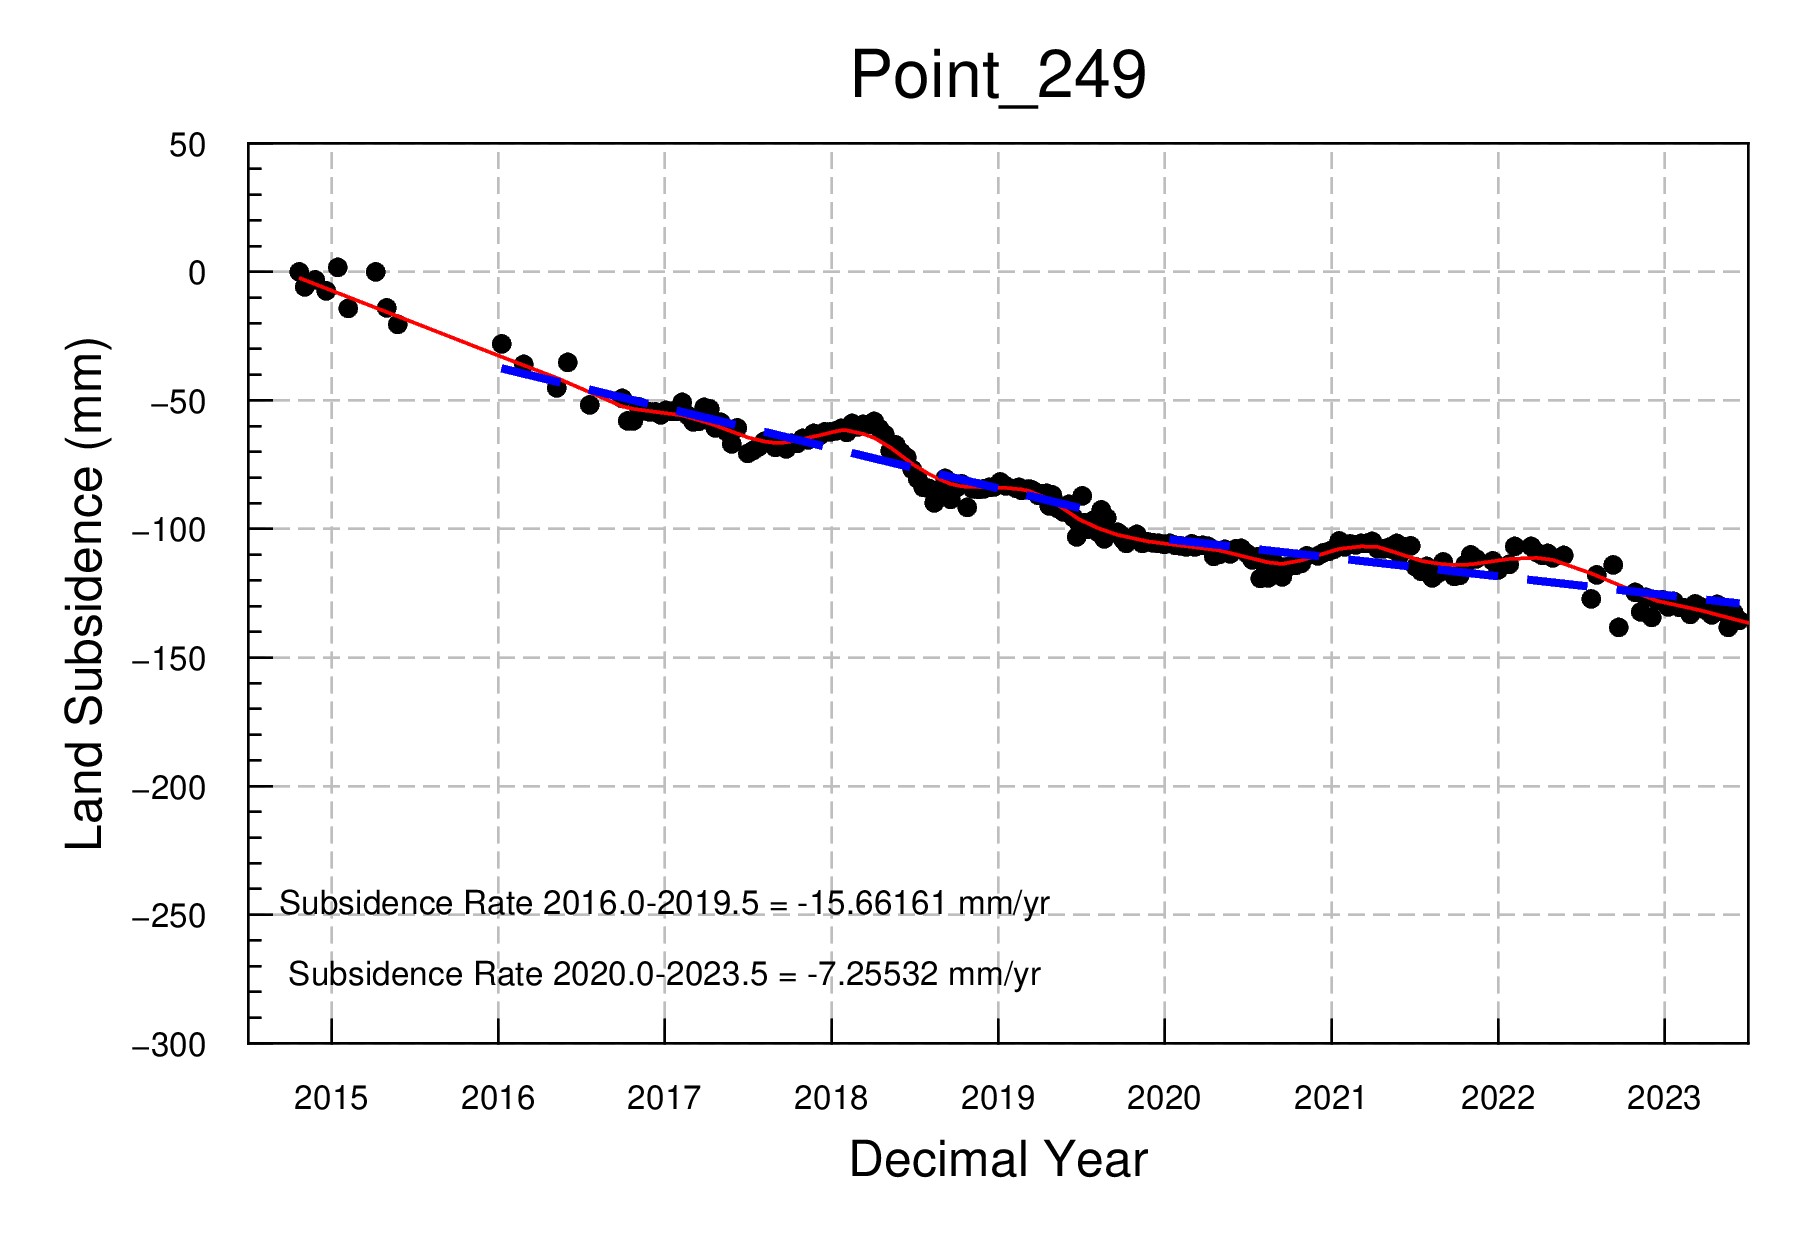 Point_249
50
0
−50
−100
−150
−200
−250
−300
Land Subsidence (mm)
Subsidence Rate 2016.0-2019.5 = -15.66161 mm/yr
Subsidence Rate 2020.0-2023.5 = -7.25532 mm/yr
2015 2016 2017 2018 2019 2020 2021 2022 2023
Decimal Year